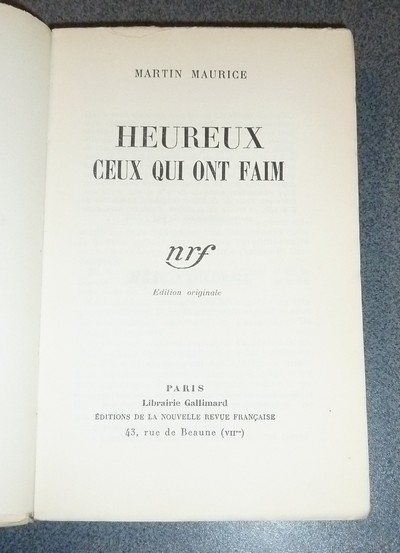 MARTIN MAURICE
HEUREUX
CEUX QUI ONT FAIM
nrf
Edition originale
PARIS
Librairie Gallimard
ÉDITIONS DE LA NOUVELLE REVUE FRANÇAISE
43, rue de Beaune (VIIme)